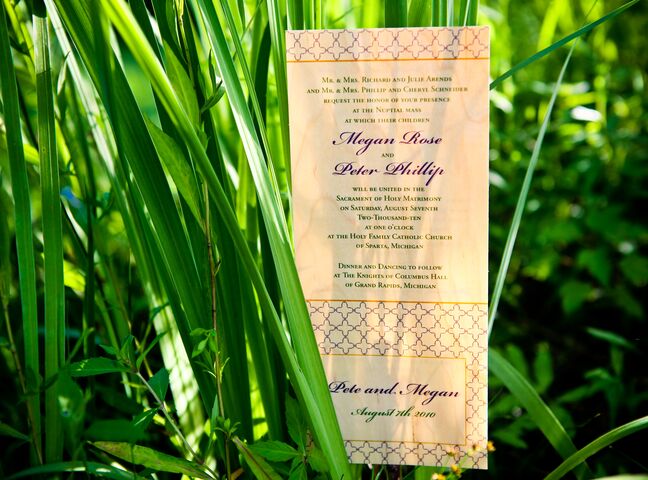 Mr. & Mrs. Richard and Julie Arends
and Mr. & Mrs. Phillip and Cheryl Schneider
request the honor of your presence
at the Nuptial mass
at which their children
Megan Rose
and
Peter Phillip
will be united in the
Sacrament of Holy Matrimony
on Saturday, August Seventh
Two-Thousand-ten
at one o'clock
at the Holy Family Catholic Church
of Sparta, Michigan
Dinner and Dancing to follow
at The Knights of Columbus Hall
of Grand Rapids, Michigan
Pete and Megan
August 7th 2010